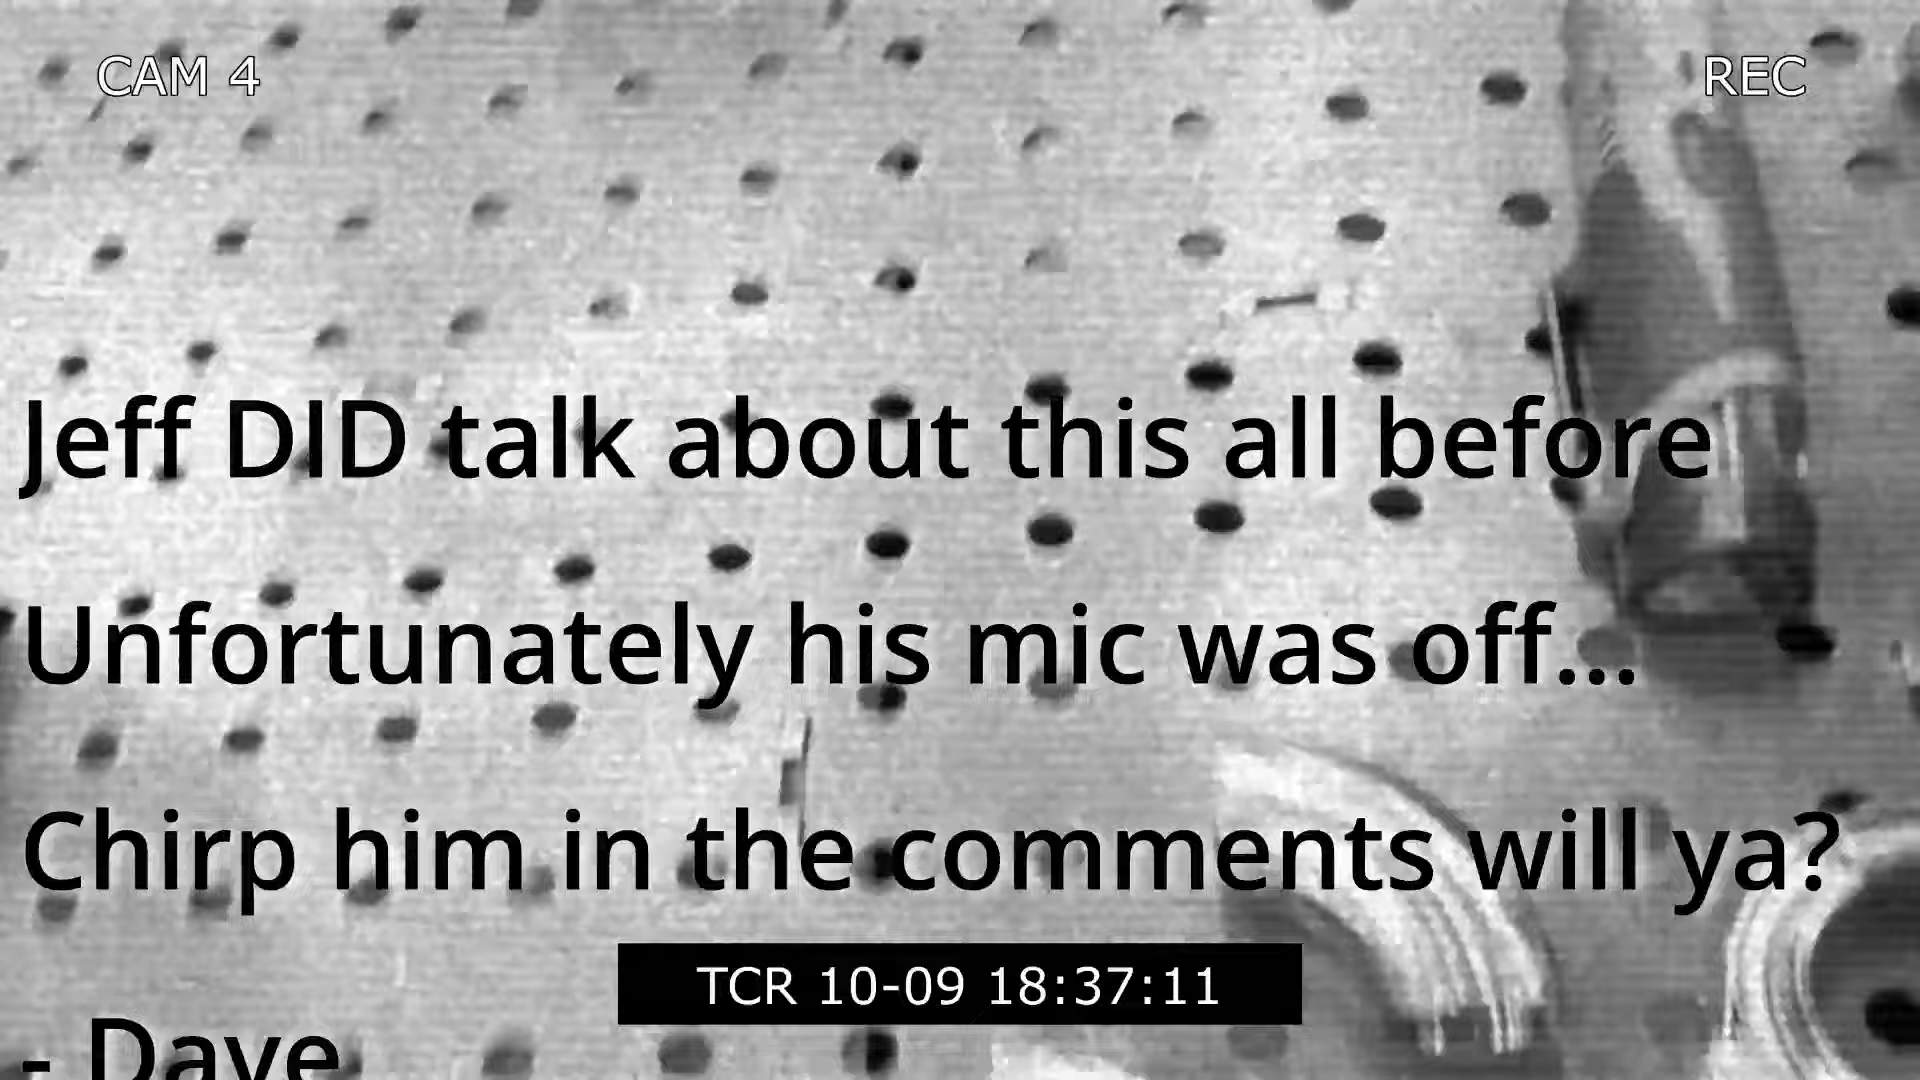 CAM 4
REC
Jeff DID talk about this all before
Unfortunately his mic was off...
Chirp him in the comments will ya?
TCR 10-09 18:37:11
- Dave